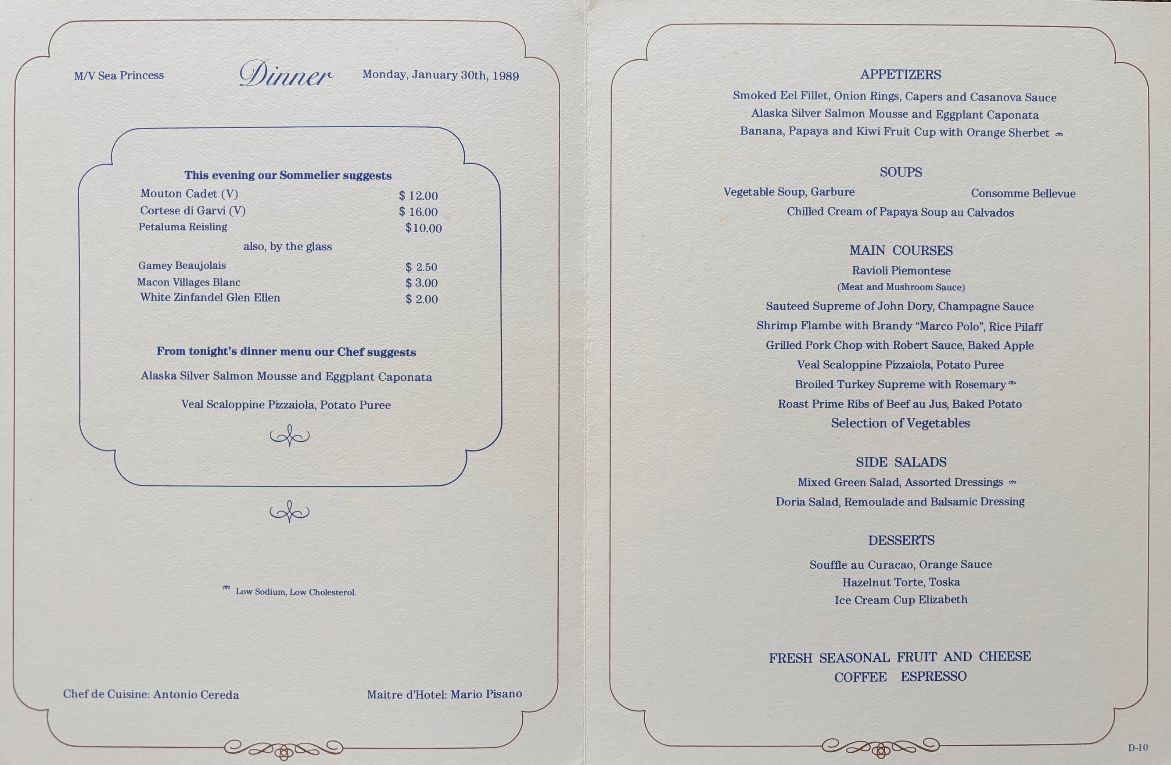 M/V Sea Princess Dinner Monday, January 30th, 1989
This evening our Sommelier suggests
Mouton Cadet (V) $ 12.00
Cortese di Garvi (V) $ 16.00
Petaluma Reisling $10.00
also, by the glass
Gamey Beaujolais $ 2.50
Macon Villages Blanc $ 3.00
White Zinfandel Glen Ellen $ 2.00
From tonight's dinner menu our Chef suggests
Alaska Silver Salmon Mousse and Eggplant Caponata
Veal Scaloppine Pizzaiola, Potato Puree
Low Sodium, Low Cholesterol.
Chef de Cuisine: Antonio Cereda Maitre d'Hotel: Mario Pisano
APPETIZERS
Smoked Eel Fillet, Onion Rings, Capers and Casanova Sauce
Alaska Silver Salmon Mousse and Eggplant Caponata
Banana, Papaya and Kiwi Fruit Cup with Orange Sherbet
SOUPS
Vegetable Soup, Garbure Consomme Bellevue
Chilled Cream of Papaya Soup au Calvados
MAIN COURSES
Ravioli Piemontese
(Meat and Mushroom Sauce)
Sauteed Supreme of John Dory, Champagne Sauce
Shrimp Flambe with Brandy “Marco Polo”, Rice Pilaff
Grilled Pork Chop with Robert Sauce, Baked Apple
Veal Scaloppine Pizzaiola, Potato Puree
Broiled Turkey Supreme with Rosemary
Roast Prime Ribs of Beef au Jus, Baked Potato
Selection of Vegetables
SIDE SALADS
Mixed Green Salad, Assorted Dressings
Doria Salad, Remoulade and Balsamic Dressing
DESSERTS
Souffle au Curacao, Orange Sauce
Hazelnut Torte, Toska
Ice Cream Cup Elizabeth
FRESH SEASONAL FRUIT AND CHEESE
COFFEE ESPRESSO
D-10